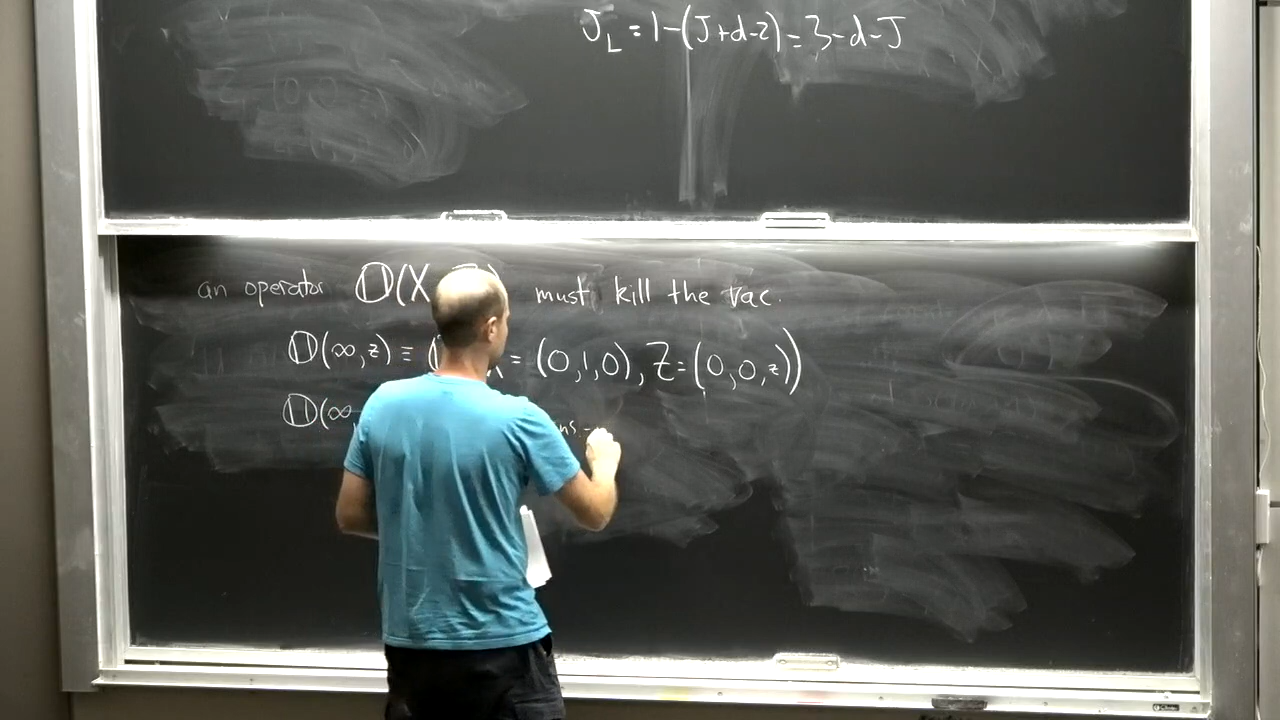 J_L = 1-(J+d-2) = 3-d-J
an operator 𝔻(X must kill the vac.
𝔻(∞,z) ≡ = (0,1,0), Z=(0,0,z))
𝔻(∞